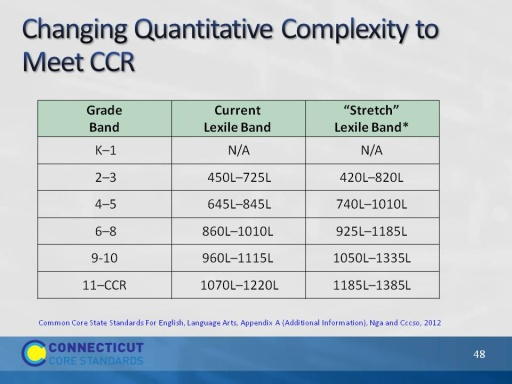 Changing Quantitative Complexity to
Meet CCR
Grade Band Current Lexile Band “Stretch” Lexile Band*
K–1 N/A N/A
2–3 450L–725L 420L–820L
4–5 645L–845L 740L–1010L
6–8 860L–1010L 925L–1185L
9-10 960L–1115L 1050L–1335L
11–CCR 1070L–1220L 1185L–1385L
Common Core State Standards For English, Language Arts, Appendix A (Additional Information), Nga and Cccso, 2012
CONNECTICUT
CORE STANDARDS
48